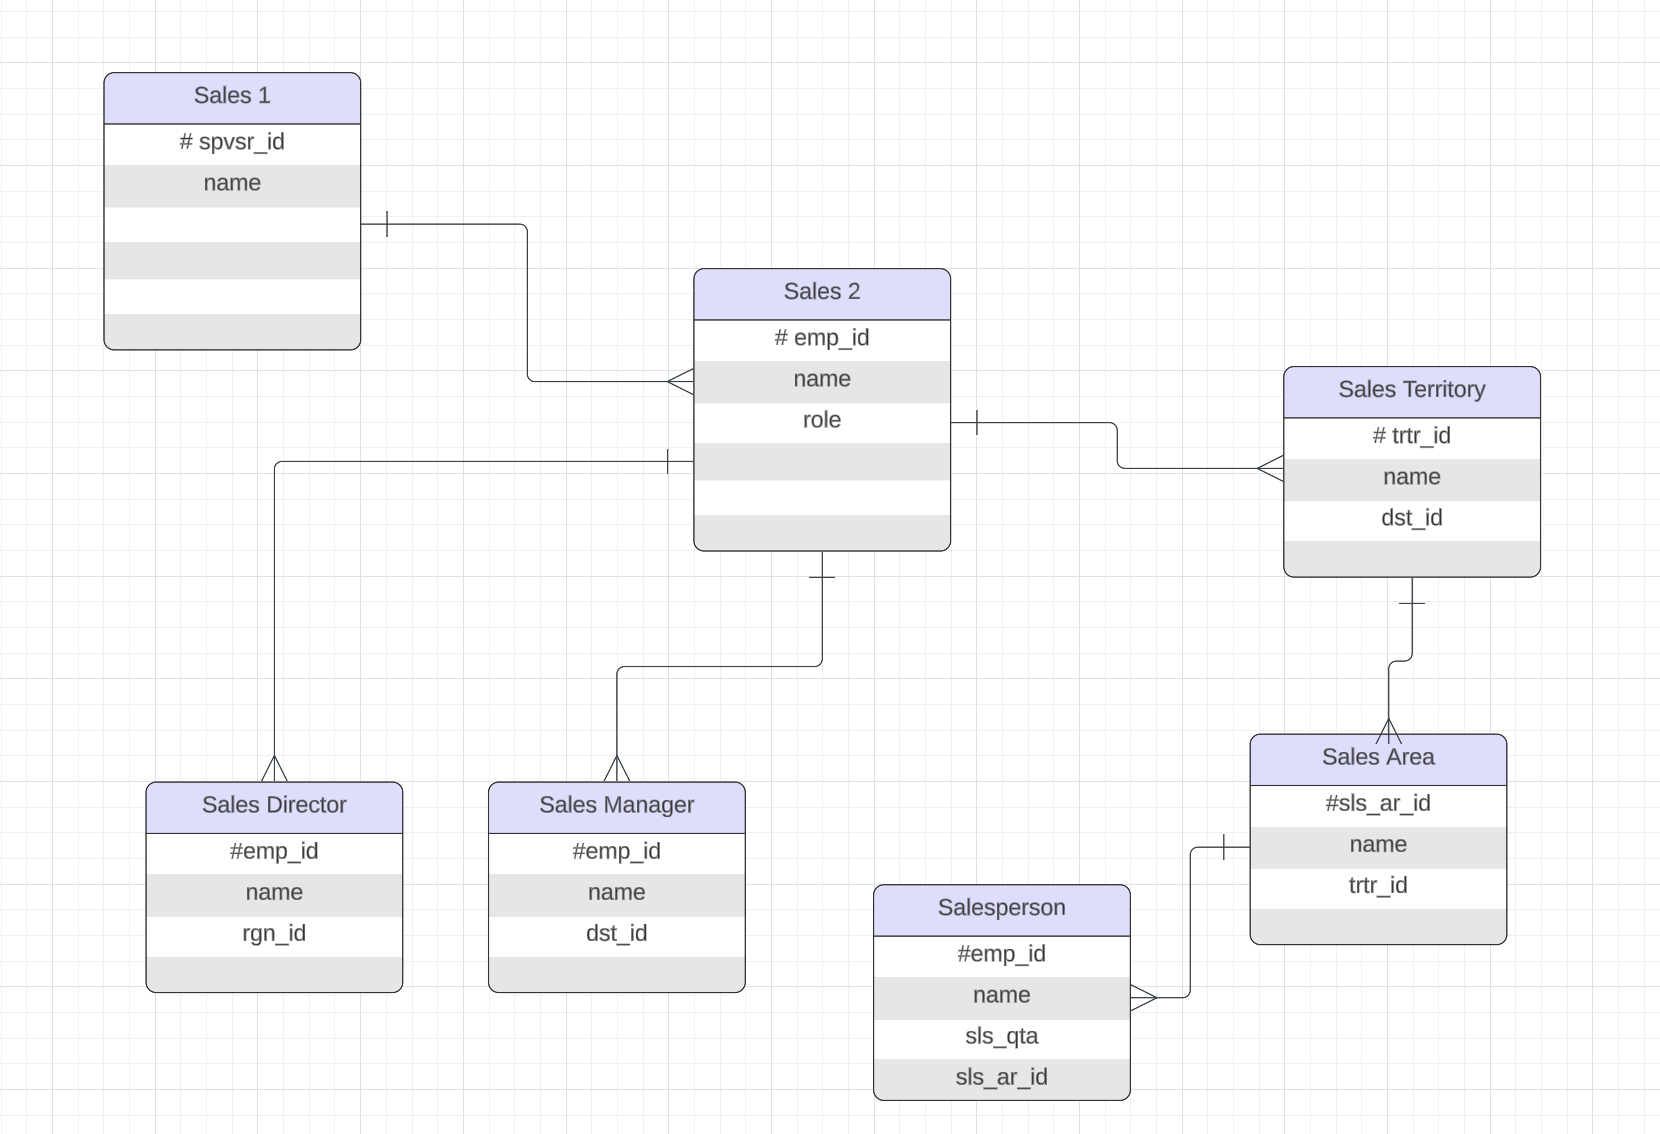 Sales 1
# spvsr_id
name
Sales 2
# emp_id
name
role
Sales Territory
# trtr_id
name
dst_id
Sales Director
#emp_id
name
rgn_id
Sales Manager
#emp_id
name
dst_id
Salesperson
#emp_id
name
sls_qta
sls_ar_id
Sales Area
#sls_ar_id
name
trtr_id